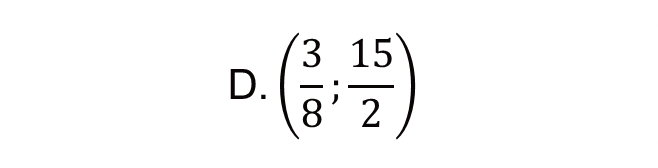 D. (3/8 ; 15/2)